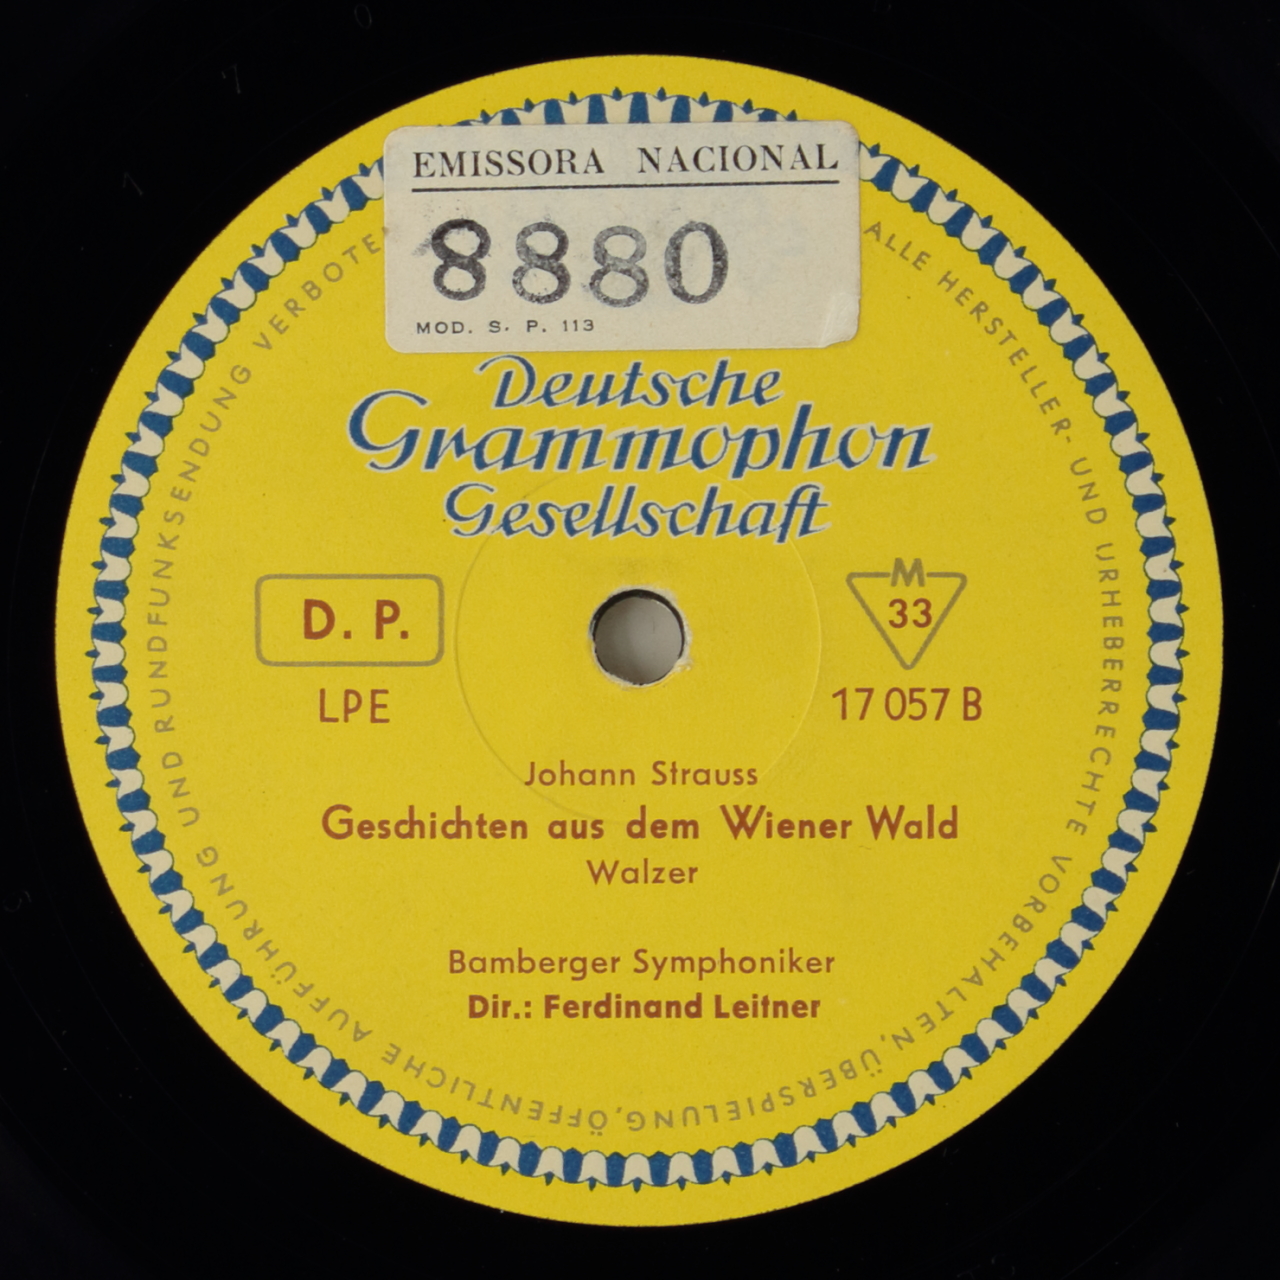 EMISSORA NACIONAL
8880
MOD. S. P. 113
Deutsche
Grammophon
Gesellschaft
D. P.
LPE
M
33
17 057 B
Johann Strauss
Geschichten aus dem Wiener Wald
Walzer
Bamberger Symphoniker
Dir.: Ferdinand Leitner
ALLE HERSTELLER- UND URHEBERRECHTE VORBEHALTEN, ÜBERSPIELUNG, ÖFFENTLICHE AUFFÜHRUNG UND RUNDFUNKSENDUNG VERBOTE